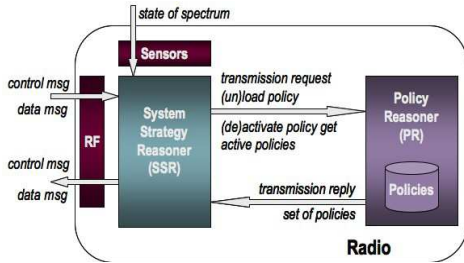 state of spectrum
Sensors
control msg
data msg
RF
System
Strategy
Reasoner
(SSR)
transmission request
(un)load policy
(de)activate policy get
active policies
Policy
Reasoner
(PR)
Policies
control msg
data msg
transmission reply
set of policies
Radio